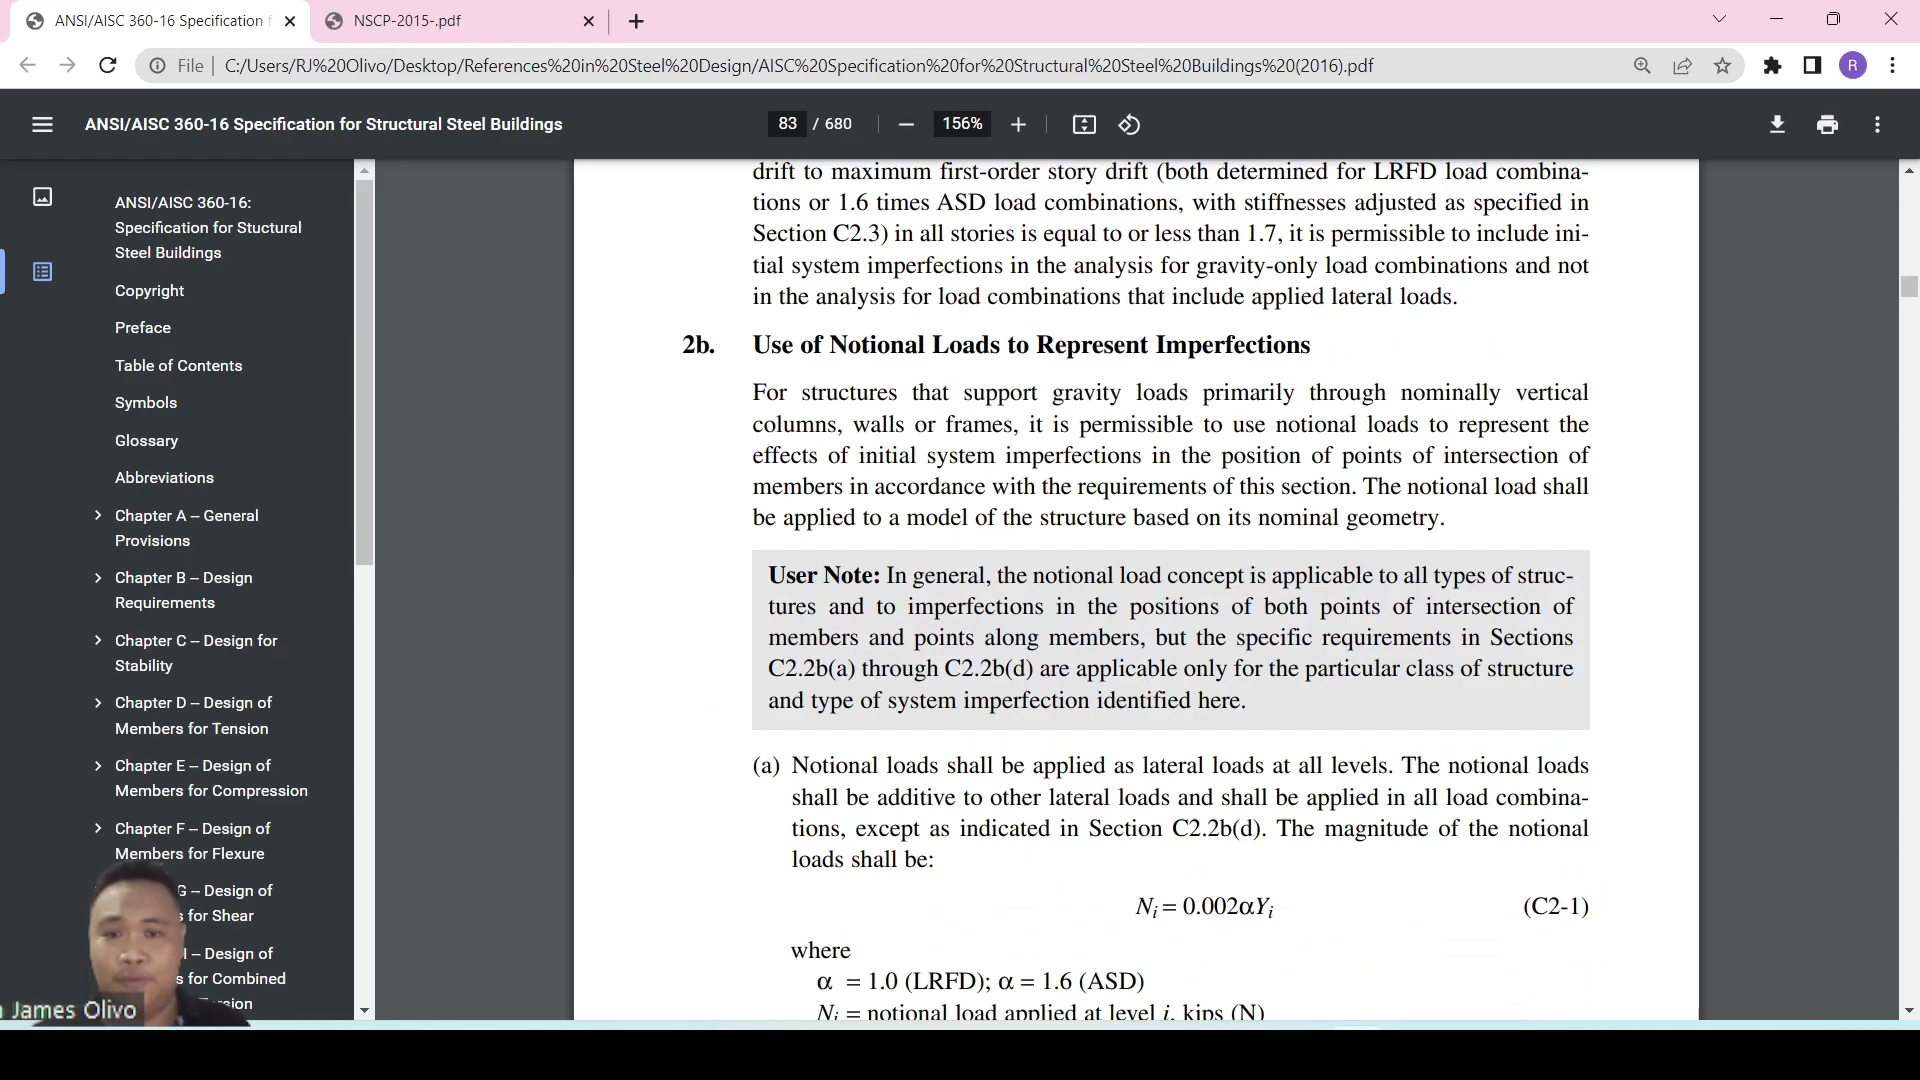 ANSI/AISC 360-16 Specification f
NSCP-2015-.pdf
File | C:/Users/RJ%20Olivo/Desktop/References%20in%20Steel%20Design/AISC%20Specification%20for%20Structural%20Steel%20Buildings%20(2016).pdf
R
ANSI/AISC 360-16 Specification for Structural Steel Buildings
83 / 680
156%
ANSI/AISC 360-16:
Specification for Stuctural
Steel Buildings
Copyright
Preface
Table of Contents
Symbols
Glossary
Abbreviations
Chapter A – General
Provisions
Chapter B – Design
Requirements
Chapter C – Design for
Stability
Chapter D – Design of
Members for Tension
Chapter E – Design of
Members for Compression
Chapter F – Design of
Members for Flexure
G – Design of
s for Shear
– Design of
s for Combined
James Olivo
drift to maximum first-order story drift (both determined for LRFD load combina-
tions or 1.6 times ASD load combinations, with stiffnesses adjusted as specified in
Section C2.3) in all stories is equal to or less than 1.7, it is permissible to include ini-
tial system imperfections in the analysis for gravity-only load combinations and not
in the analysis for load combinations that include applied lateral loads.
2b. Use of Notional Loads to Represent Imperfections
For structures that support gravity loads primarily through nominally vertical
columns, walls or frames, it is permissible to use notional loads to represent the
effects of initial system imperfections in the position of points of intersection of
members in accordance with the requirements of this section. The notional load shall
be applied to a model of the structure based on its nominal geometry.
User Note: In general, the notional load concept is applicable to all types of struc-
tures and to imperfections in the positions of both points of intersection of
members and points along members, but the specific requirements in Sections
C2.2b(a) through C2.2b(d) are applicable only for the particular class of structure
and type of system imperfection identified here.
(a) Notional loads shall be applied as lateral loads at all levels. The notional loads
shall be additive to other lateral loads and shall be applied in all load combina-
tions, except as indicated in Section C2.2b(d). The magnitude of the notional
loads shall be:
Ni = 0.002αYi (C2-1)
where
α = 1.0 (LRFD); α = 1.6 (ASD)
Ni = notional load applied at level i, kips (N)